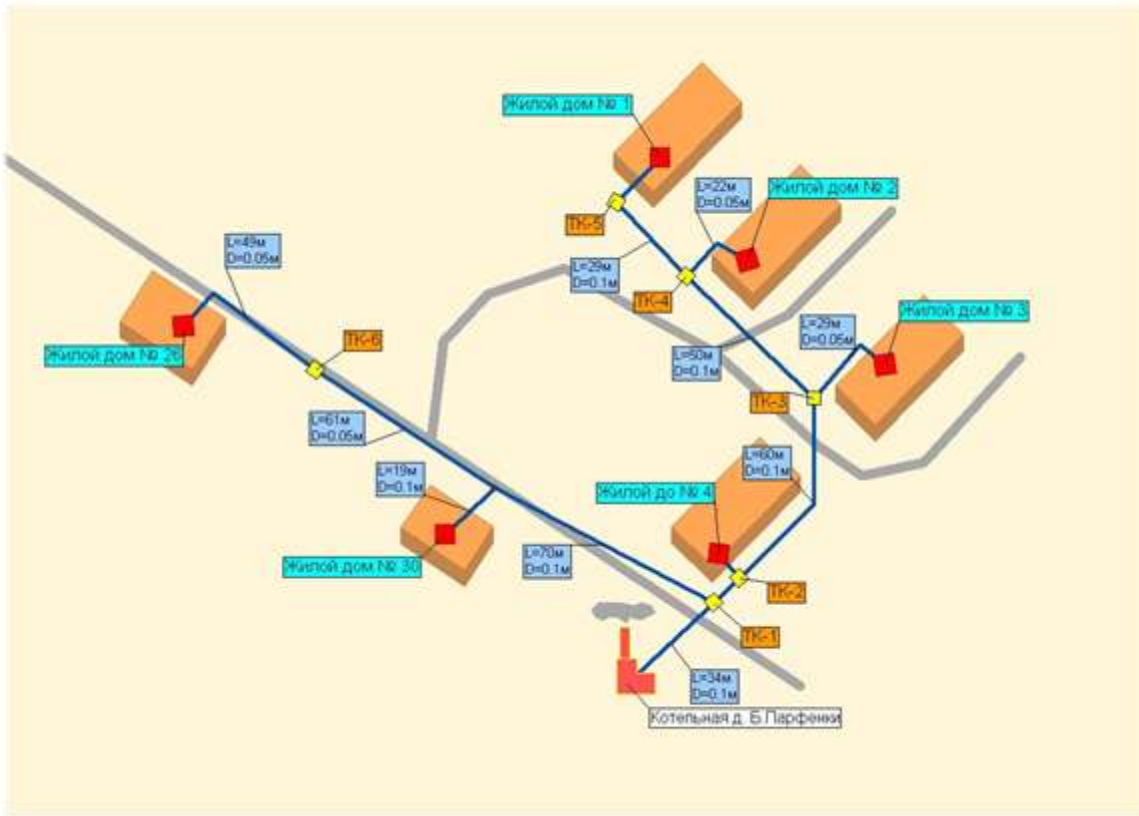 Жилой дом № 1
L=22м
D=0.05м
Жилой дом № 2
ТК-5
L=49м
D=0.05м
L=29м
D=0.1м
ТК-4
Жилой дом № 3
L=29м
D=0.05м
ТК-6
Жилой дом № 26
L=50м
D=0.1м
ТК-3
L=61м
D=0.05м
L=60м
D=0.1м
L=19м
D=0.1м
Жилой до № 4
L=70м
D=0.1м
Жилой дом № 30
ТК-2
ТК-1
L=34м
D=0.1м
Котельная д. Б.Парфенки